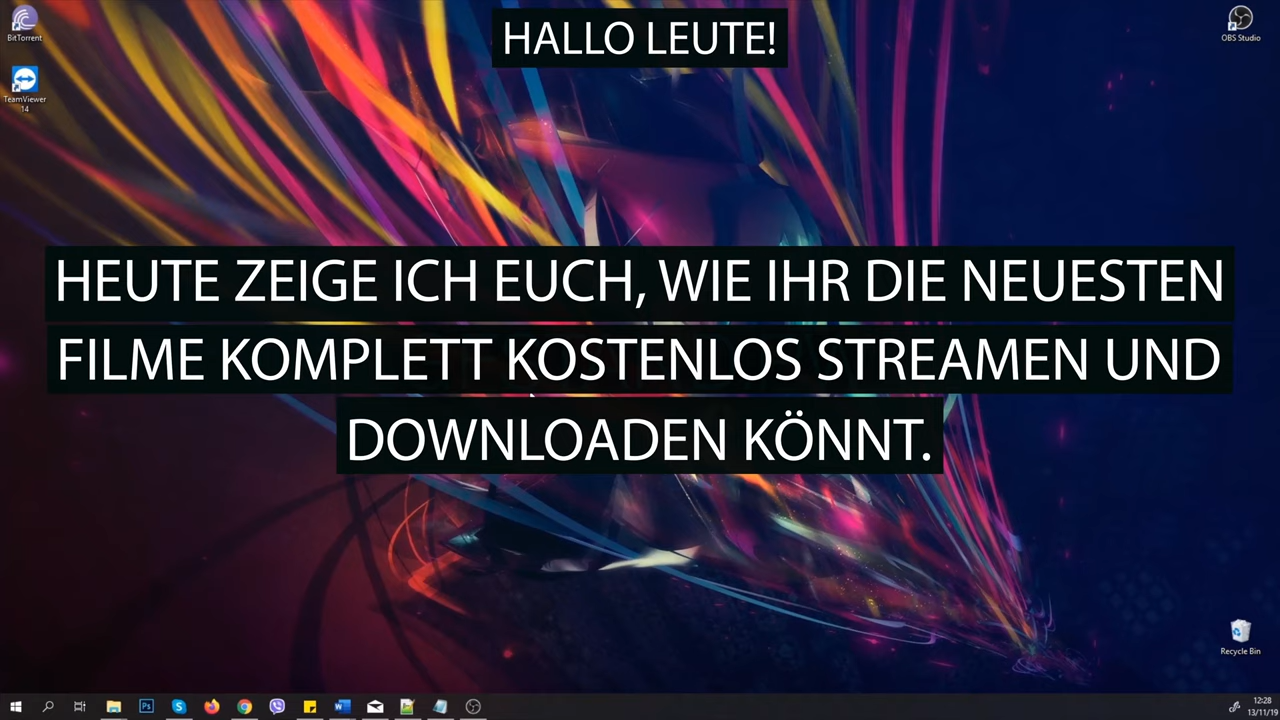 BitTorrent
HALLO LEUTE!
OBS Studio
TeamViewer
14
HEUTE ZEIGE ICH EUCH, WIE IHR DIE NEUESTEN
FILME KOMPLETT KOSTENLOS STREAMEN UND
DOWNLOADEN KÖNNT.
Recycle Bin
Ps
S
W
12:28
13/11/19